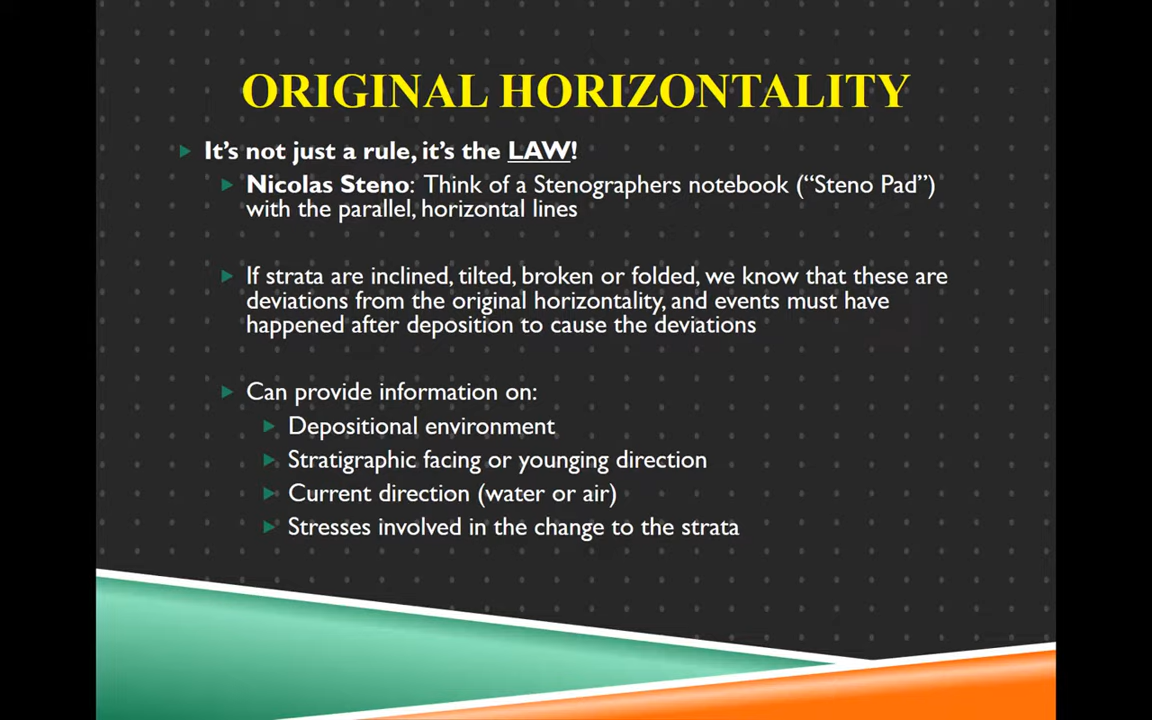 ORIGINAL HORIZONTALITY
It’s not just a rule, it’s the LAW!
Nicolas Steno: Think of a Stenographers notebook (“Steno Pad”)
with the parallel, horizontal lines
If strata are inclined, tilted, broken or folded, we know that these are
deviations from the original horizontality, and events must have
happened after deposition to cause the deviations
Can provide information on:
Depositional environment
Stratigraphic facing or younging direction
Current direction (water or air)
Stresses involved in the change to the strata